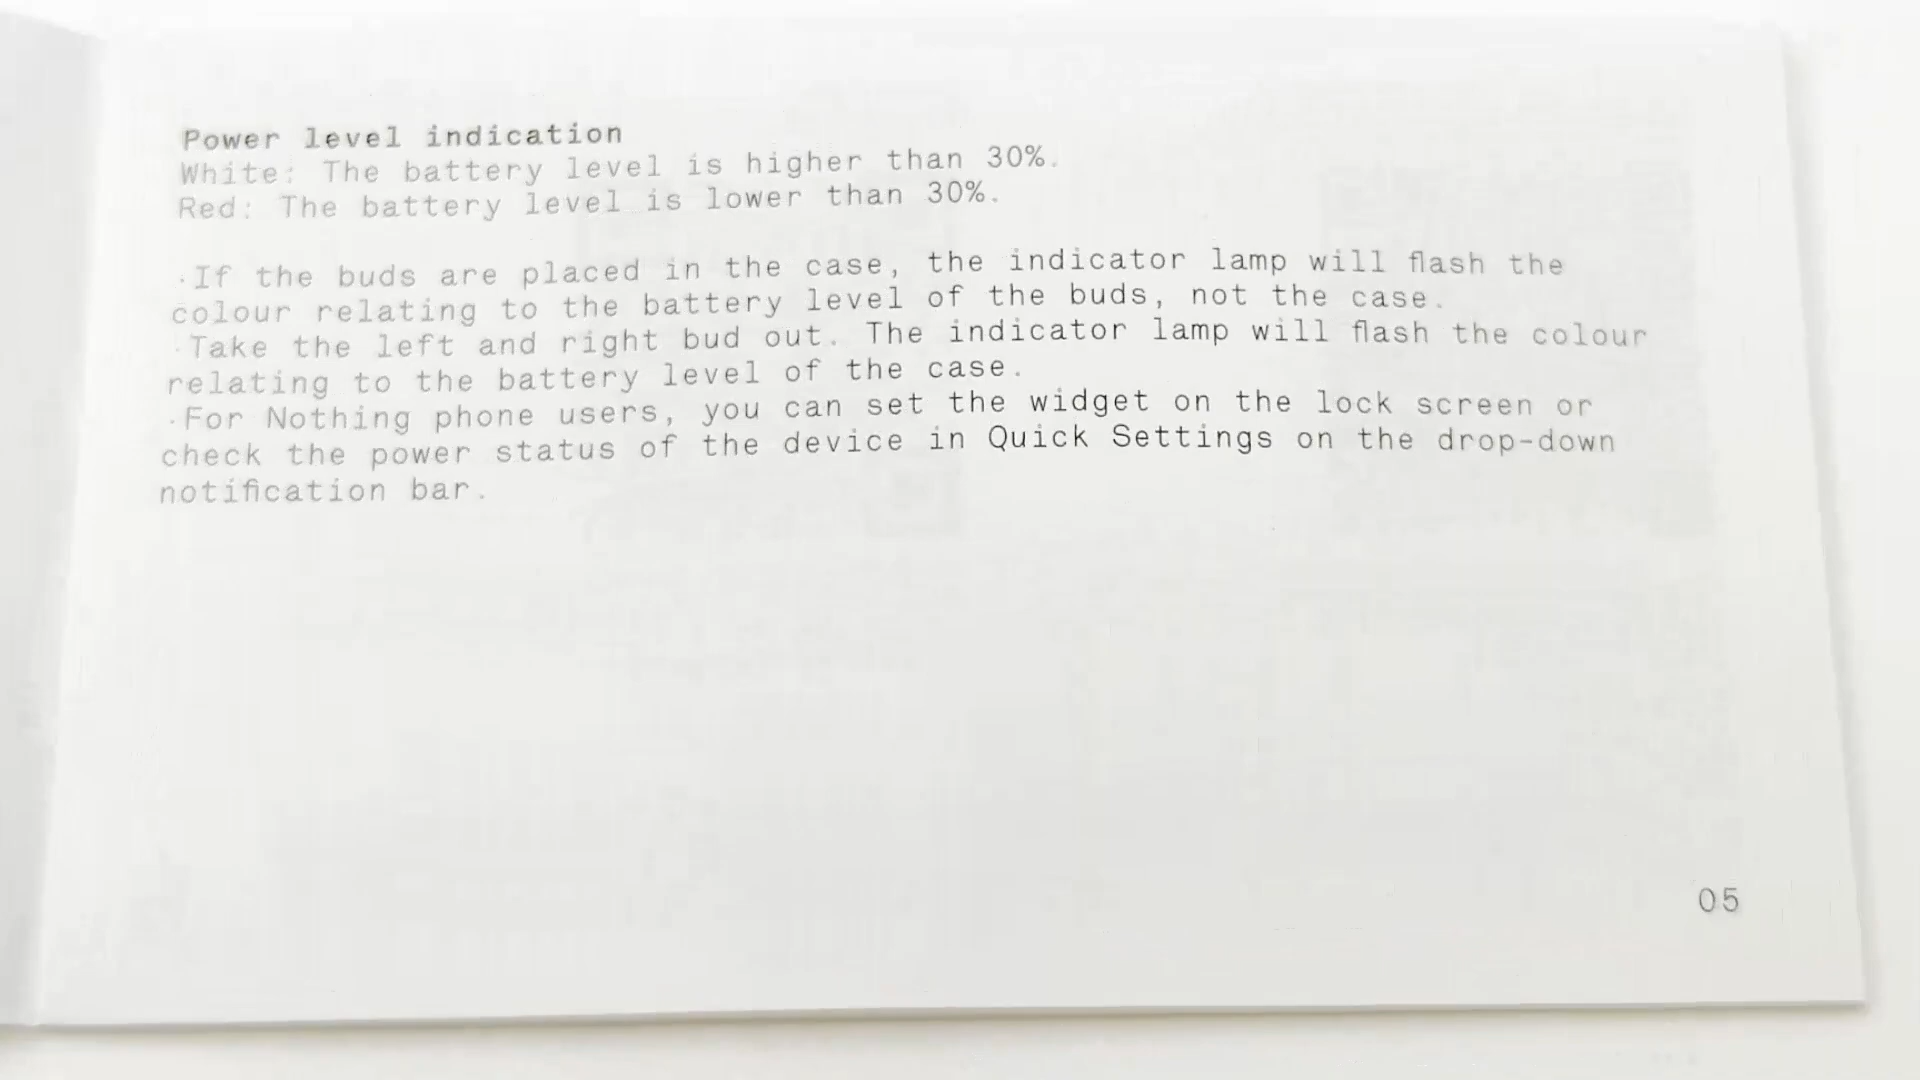 Power level indication
White: The battery level is higher than 30%.
Red: The battery level is lower than 30%.
·If the buds are placed in the case, the indicator lamp will flash the
colour relating to the battery level of the buds, not the case.
·Take the left and right bud out. The indicator lamp will flash the colour
relating to the battery level of the case.
·For Nothing phone users, you can set the widget on the lock screen or
check the power status of the device in Quick Settings on the drop-down
notification bar.
05